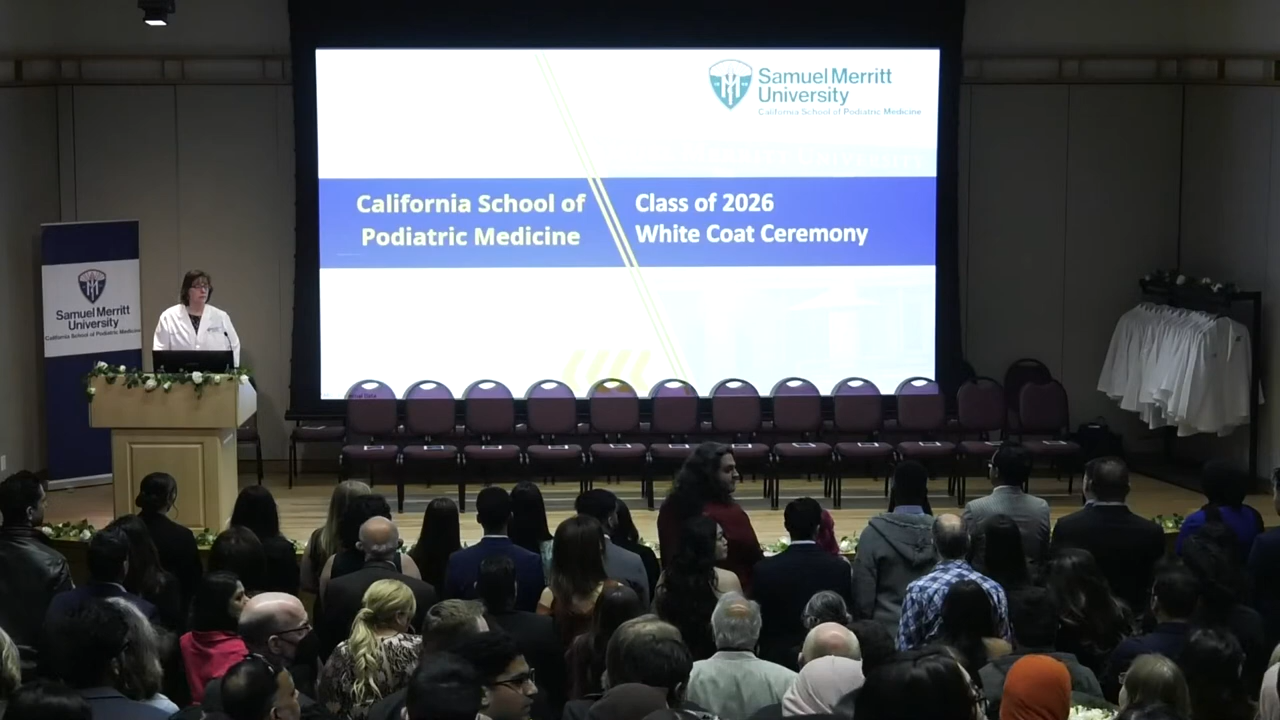 Samuel Merritt
University
California School of Podiatric Medicine
California School of
Podiatric Medicine
Class of 2026
White Coat Ceremony
Samuel Merritt
University
California School of Podiatric Medicine